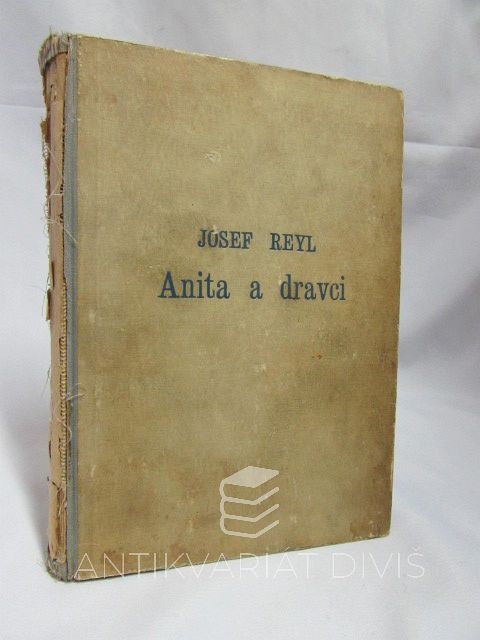 JOSEF REYL
Anita a dravci
ANTIKVARIÁT DIVIŠ